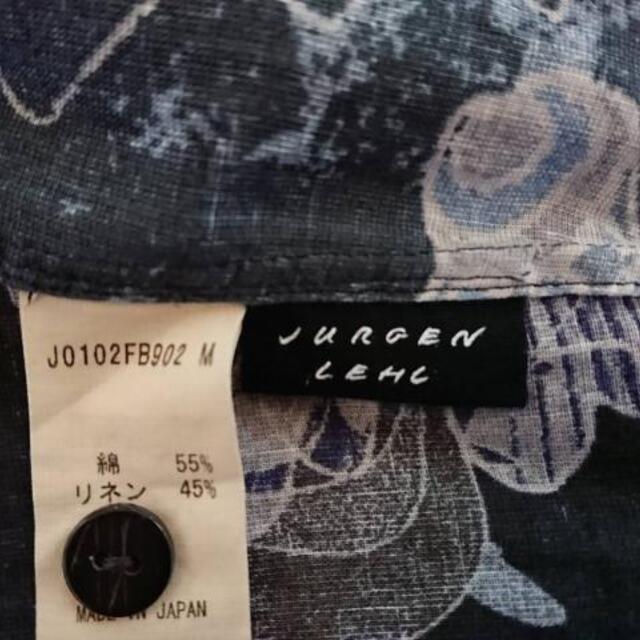 J0102FB902 M
JURGEN
LEHL
綿 55%
リネン 45%
MADE IN JAPAN